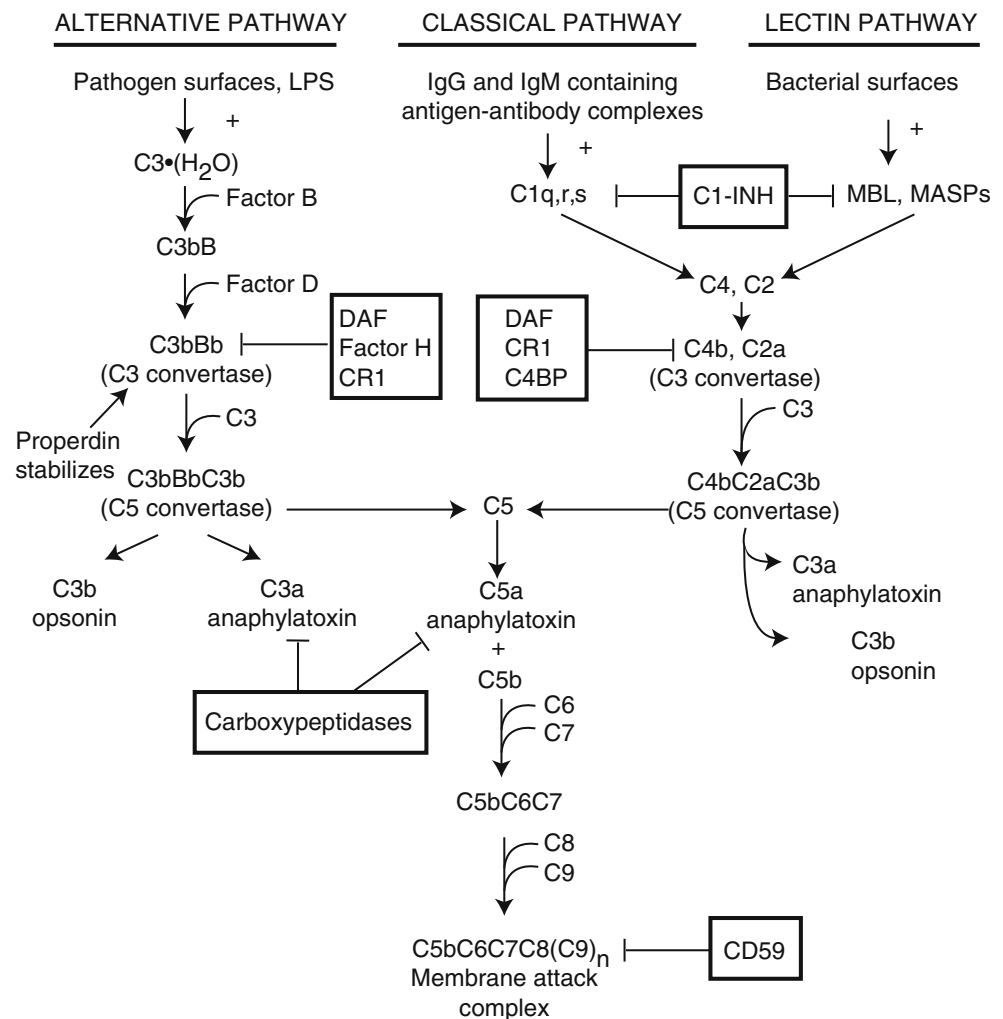 ALTERNATIVE PATHWAY
CLASSICAL PATHWAY
LECTIN PATHWAY
Pathogen surfaces, LPS
+
C3•(H₂O)
Factor B
C3bB
Factor D
C3bBb
(C3 convertase)
DAF
Factor H
CR1
Properdin
stabilizes
C3
C3bBbC3b
(C5 convertase)
C3b
opsonin
C3a
anaphylatoxin
Carboxypeptidases
IgG and IgM containing
antigen-antibody complexes
+
C1q,r,s
C1-INH
Bacterial surfaces
+
MBL, MASPs
C4, C2
DAF
CR1
C4BP
C4b, C2a
(C3 convertase)
C3
C4bC2aC3b
(C5 convertase)
C3a
anaphylatoxin
C3b
opsonin
C5
C5a
anaphylatoxin
+
C5b
C6
C7
C5bC6C7
C8
C9
C5bC6C7C8(C9)n
Membrane attack
complex
CD59